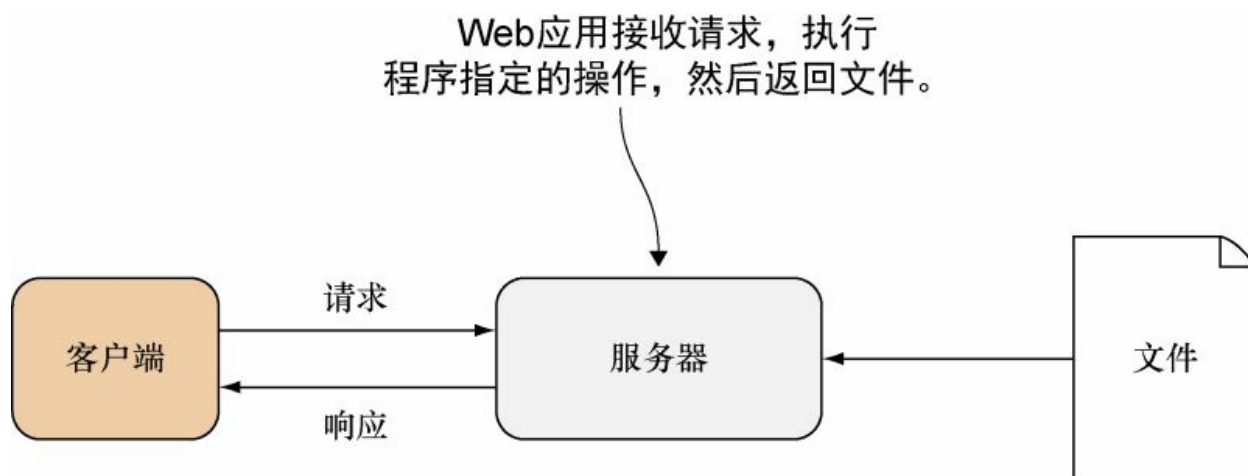 Web应用接收请求，执行
程序指定的操作，然后返回文件。
请求
客户端
服务器
文件
响应